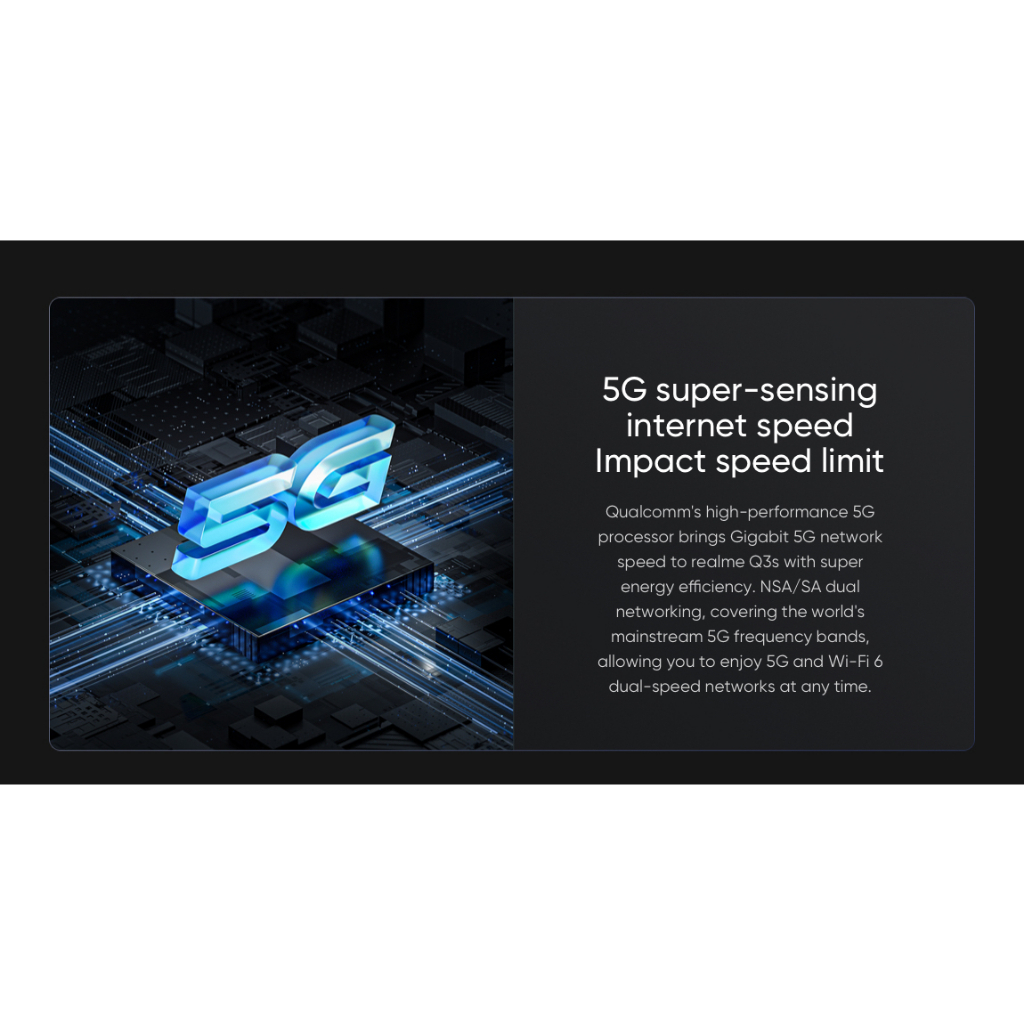 5G
5G super-sensing
internet speed
Impact speed limit
Qualcomm's high-performance 5G
processor brings Gigabit 5G network
speed to realme Q3s with super
energy efficiency. NSA/SA dual
networking, covering the world's
mainstream 5G frequency bands,
allowing you to enjoy 5G and Wi-Fi 6
dual-speed networks at any time.